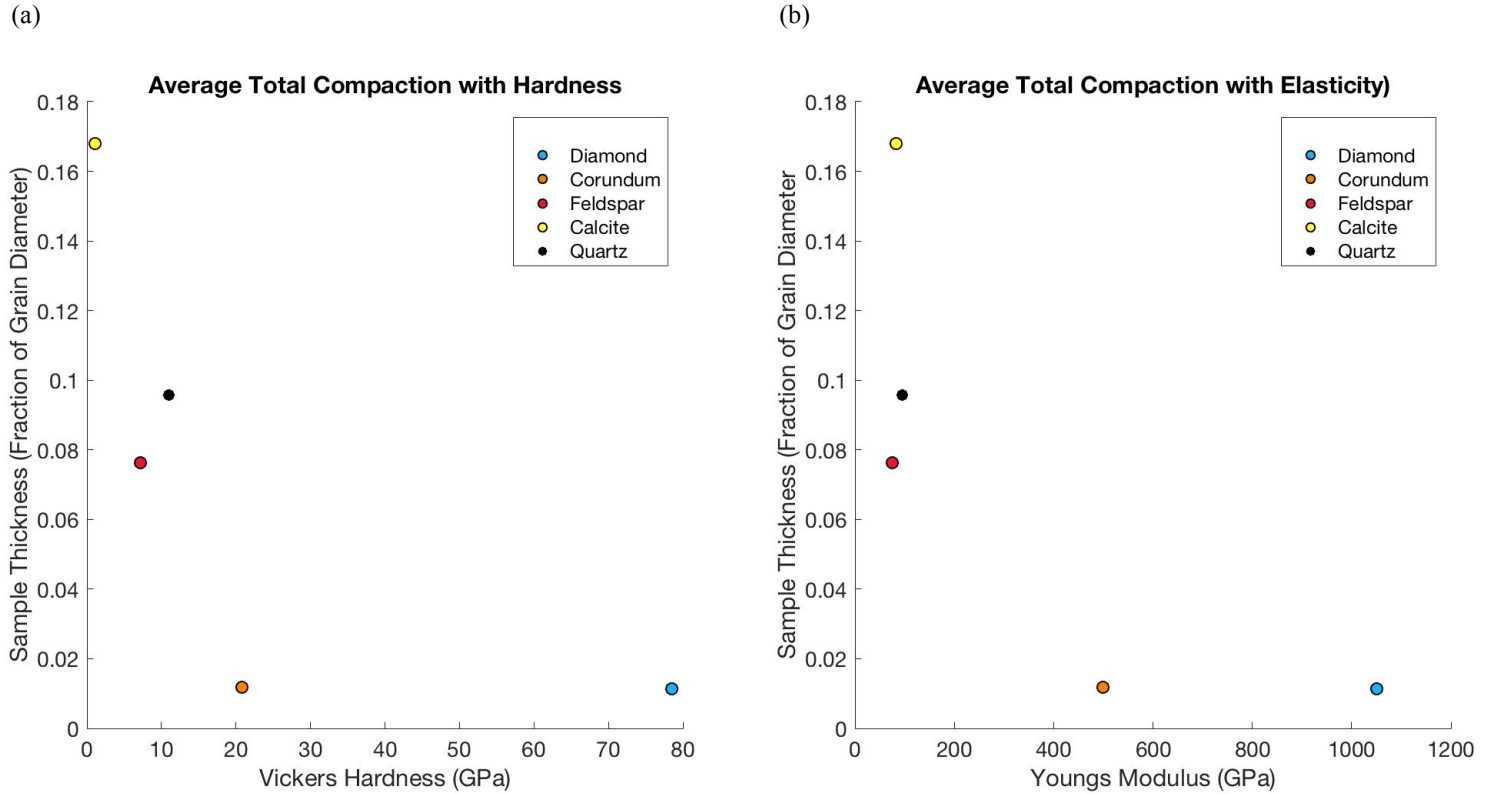 (a)
Average Total Compaction with Hardness
0.18
0.16
0.14
0.12
0.1
0.08
0.06
0.04
0.02
0
Sample Thickness (Fraction of Grain Diameter)
Diamond
Corundum
Feldspar
Calcite
Quartz
0 10 20 30 40 50 60 70 80
Vickers Hardness (GPa)
(b)
Average Total Compaction with Elasticity)
0.18
0.16
0.14
0.12
0.1
0.08
0.06
0.04
0.02
0
Sample Thickness (Fraction of Grain Diameter
Diamond
Corundum
Feldspar
Calcite
Quartz
0 200 400 600 800 1000 1200
Youngs Modulus (GPa)